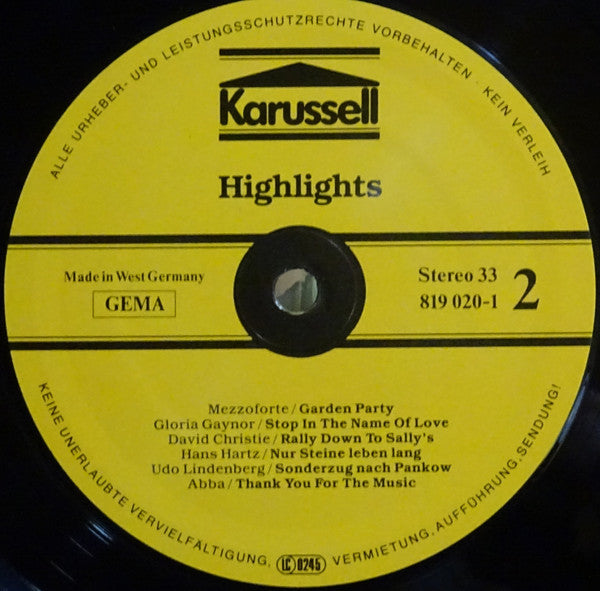 ALLE URHEBER- UND LEISTUNGSSCHUTZRECHTE VORBEHALTEN · KEIN VERLEIH
Karussell
Highlights
Made in West Germany
GEMA
Stereo 33
819 020-1
2
Mezzoforte / Garden Party
Gloria Gaynor / Stop In The Name Of Love
David Christie / Rally Down To Sally's
Hans Hartz / Nur Steine leben lang
Udo Lindenberg / Sonderzug nach Pankow
Abba / Thank You For The Music
KEINE UNERLAUBTE VERVIELFÄLTIGUNG, VERMIETUNG, AUFFÜHRUNG, SENDUNG!
LC 0245